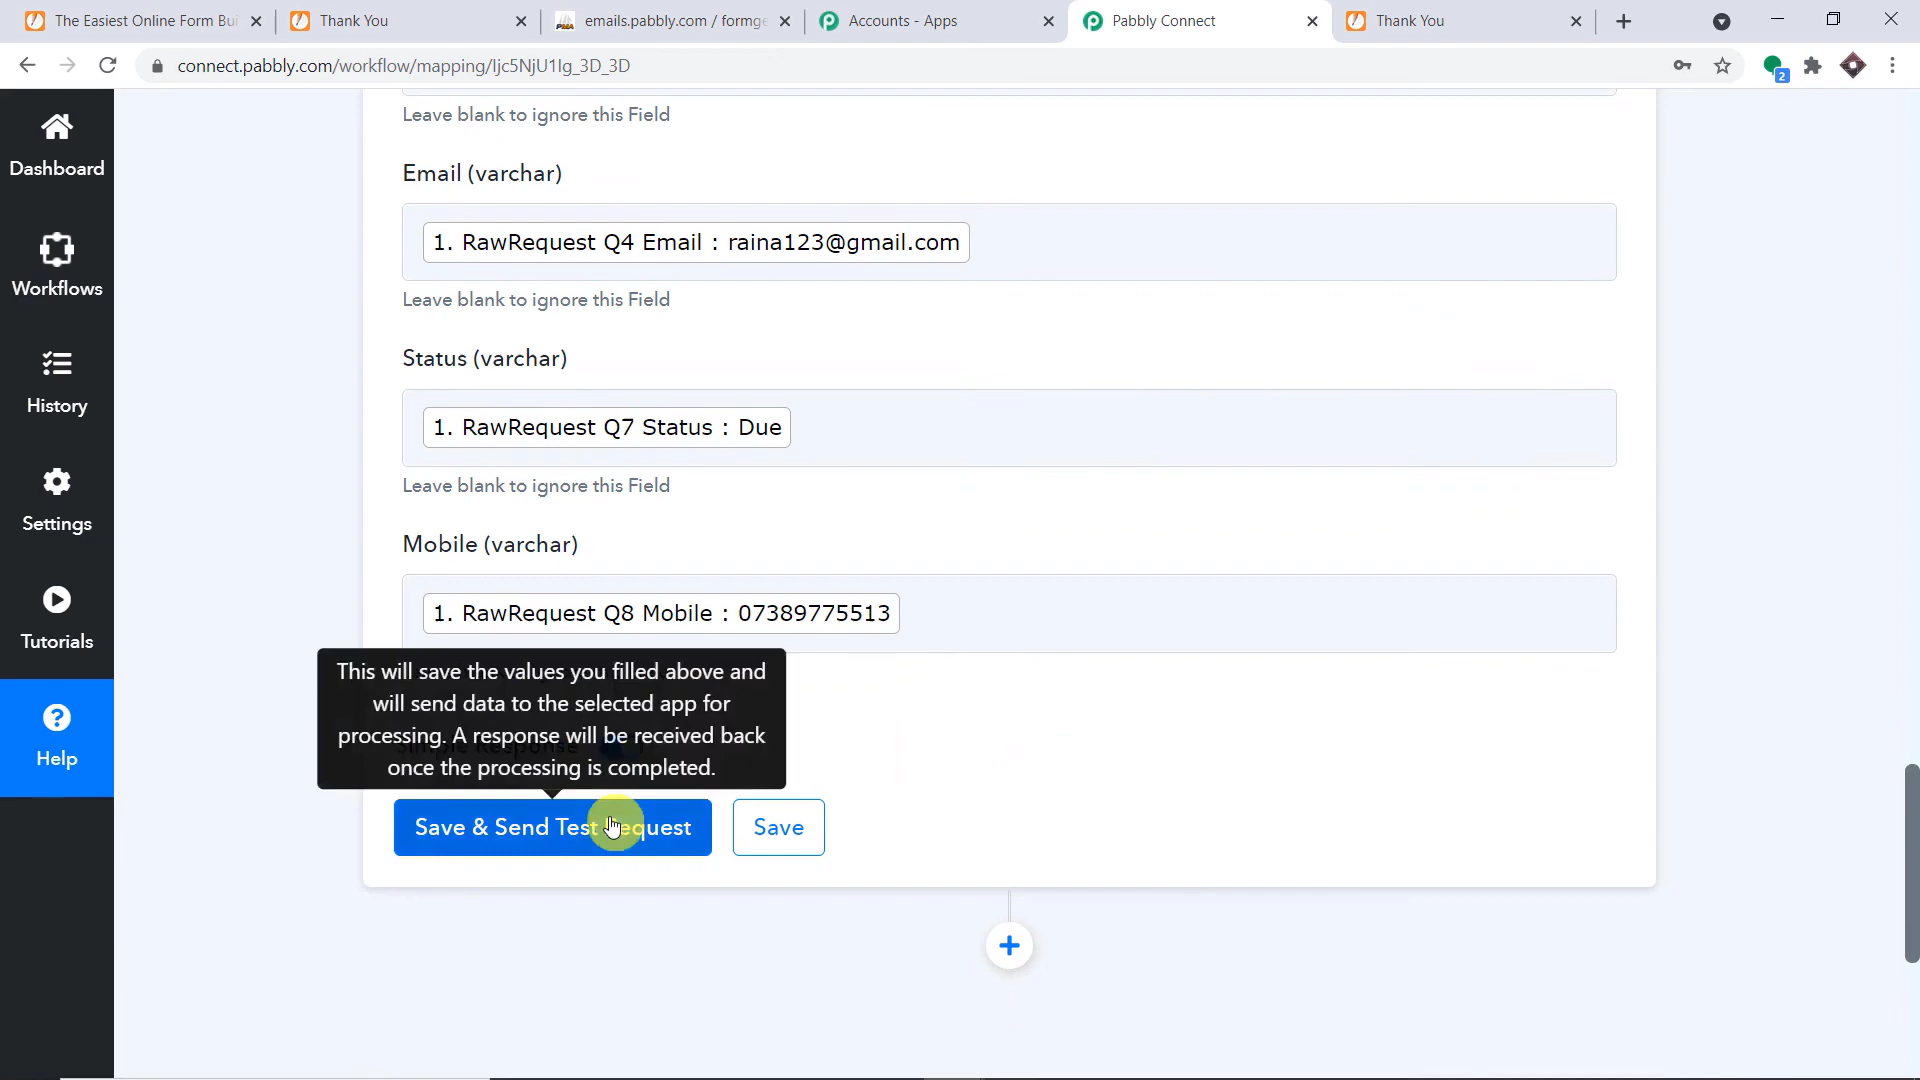 The Easiest Online Form Bui
Thank You
emails.pabbly.com / formge
Accounts - Apps
Pabbly Connect
Thank You
connect.pabbly.com/workflow/mapping/Ijc5NjU1Ig_3D_3D
2
Dashboard
Workflows
History
Settings
Tutorials
Help
Leave blank to ignore this Field
Email (varchar)
1. RawRequest Q4 Email : raina123@gmail.com
Leave blank to ignore this Field
Status (varchar)
1. RawRequest Q7 Status : Due
Leave blank to ignore this Field
Mobile (varchar)
1. RawRequest Q8 Mobile : 07389775513
This will save the values you filled above and
will send data to the selected app for
processing. A response will be received back
once the processing is completed.
Simple Response
Save & Send Test Request
Save